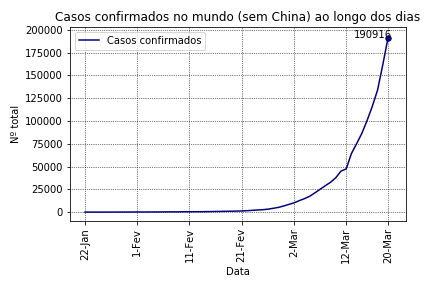 Casos confirmados no mundo (sem China) ao longo dos dias
200000
175000
150000
125000
100000
75000
50000
25000
0
Nº total
Casos confirmados
190916
22-Jan
1-Fev
11-Fev
21-Fev
2-Mar
12-Mar
20-Mar
Data